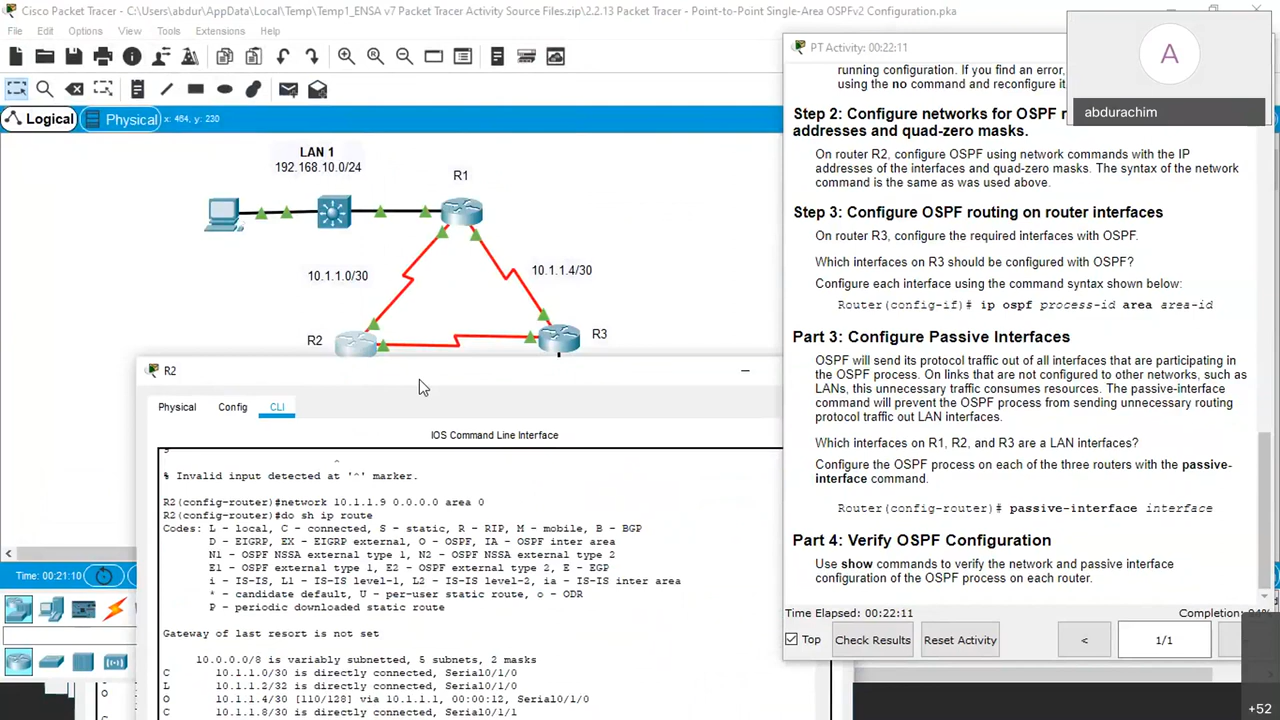 Cisco Packet Tracer - C:\Users\abdur\AppData\Local\Temp\Temp1_ENSA v7 Packet Tracer Activity Source Files.zip\2.2.13 Packet Tracer - Point-to-Point Single-Area OSPFv2 Configuration.pka
File Edit Options View Tools Extensions Help
Logical Physical x: 464, y: 230
LAN 1
192.168.10.0/24
R1
10.1.1.0/30
10.1.1.4/30
R2
R3
R2
Physical Config CLI
IOS Command Line Interface
^
% Invalid input detected at '^' marker.
R2(config-router)#network 10.1.1.9 0.0.0.0 area 0
R2(config-router)#do sh ip route
Codes: L - local, C - connected, S - static, R - RIP, M - mobile, B - BGP
D - EIGRP, EX - EIGRP external, O - OSPF, IA - OSPF inter area
N1 - OSPF NSSA external type 1, N2 - OSPF NSSA external type 2
E1 - OSPF external type 1, E2 - OSPF external type 2, E - EGP
i - IS-IS, L1 - IS-IS level-1, L2 - IS-IS level-2, ia - IS-IS inter area
* - candidate default, U - per-user static route, o - ODR
P - periodic downloaded static route
Gateway of last resort is not set
10.0.0.0/8 is variably subnetted, 5 subnets, 2 masks
C 10.1.1.0/30 is directly connected, Serial0/1/0
L 10.1.1.2/32 is directly connected, Serial0/1/0
O 10.1.1.4/30 [110/128] via 10.1.1.1, 00:00:12, Serial0/1/0
C 10.1.1.8/30 is directly connected, Serial0/1/1
Time: 00:21:10
PT Activity: 00:22:11
A
abdurachim
running configuration. If you find an error,
using the no command and reconfigure it
Step 2: Configure networks for OSPF
addresses and quad-zero masks.
On router R2, configure OSPF using network commands with the IP
addresses of the interfaces and quad-zero masks. The syntax of the network
command is the same as was used above.
Step 3: Configure OSPF routing on router interfaces
On router R3, configure the required interfaces with OSPF.
Which interfaces on R3 should be configured with OSPF?
Configure each interface using the command syntax shown below:
Router(config-if)# ip ospf process-id area area-id
Part 3: Configure Passive Interfaces
OSPF will send its protocol traffic out of all interfaces that are participating in
the OSPF process. On links that are not configured to other networks, such as
LANs, this unnecessary traffic consumes resources. The passive-interface
command will prevent the OSPF process from sending unnecessary routing
protocol traffic out LAN interfaces.
Which interfaces on R1, R2, and R3 are a LAN interfaces?
Configure the OSPF process on each of the three routers with the passive-
interface command.
Router(config-router)# passive-interface interface
Part 4: Verify OSPF Configuration
Use show commands to verify the network and passive interface
configuration of the OSPF process on each router.
Time Elapsed: 00:22:11 Completion:
Top Check Results Reset Activity < 1/1
+52